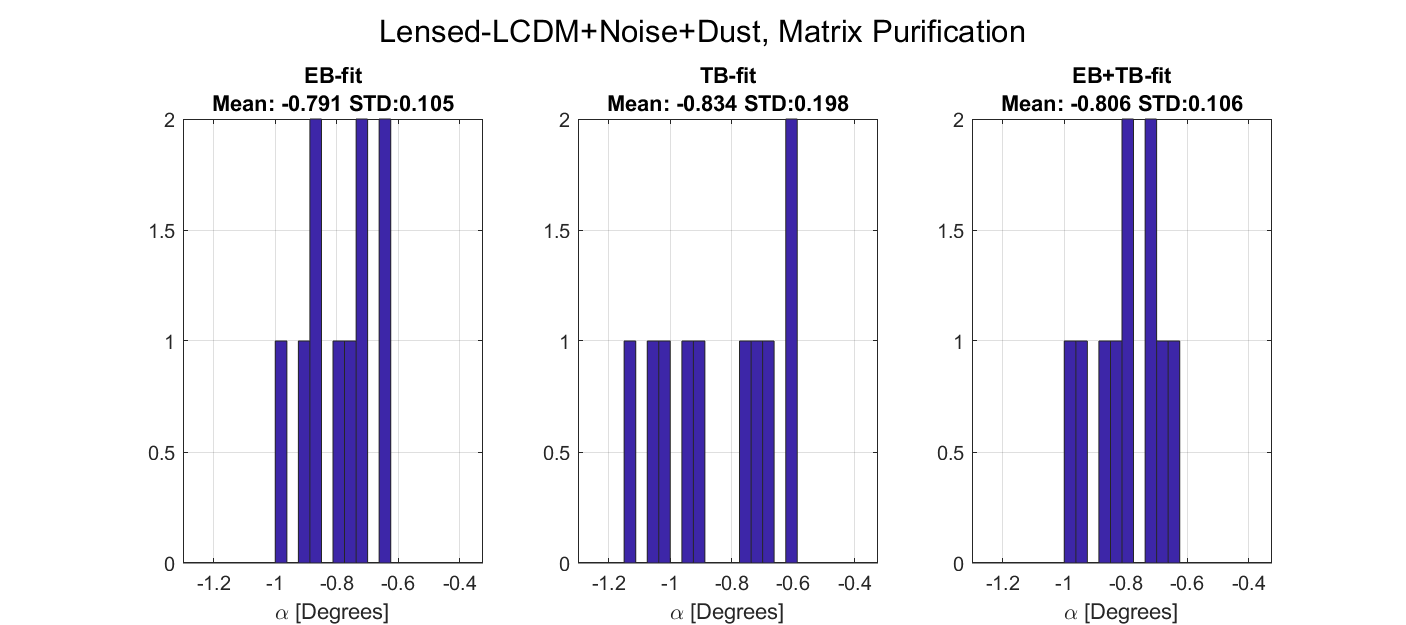 Lensed-LCDM+Noise+Dust, Matrix Purification
EB-fit
Mean: -0.791 STD:0.105
2
1.5
1
0.5
0
-1.2 -1 -0.8 -0.6 -0.4
α [Degrees]
TB-fit
Mean: -0.834 STD:0.198
2
1.5
1
0.5
0
-1.2 -1 -0.8 -0.6 -0.4
α [Degrees]
EB+TB-fit
Mean: -0.806 STD:0.106
2
1.5
1
0.5
0
-1.2 -1 -0.8 -0.6 -0.4
α [Degrees]